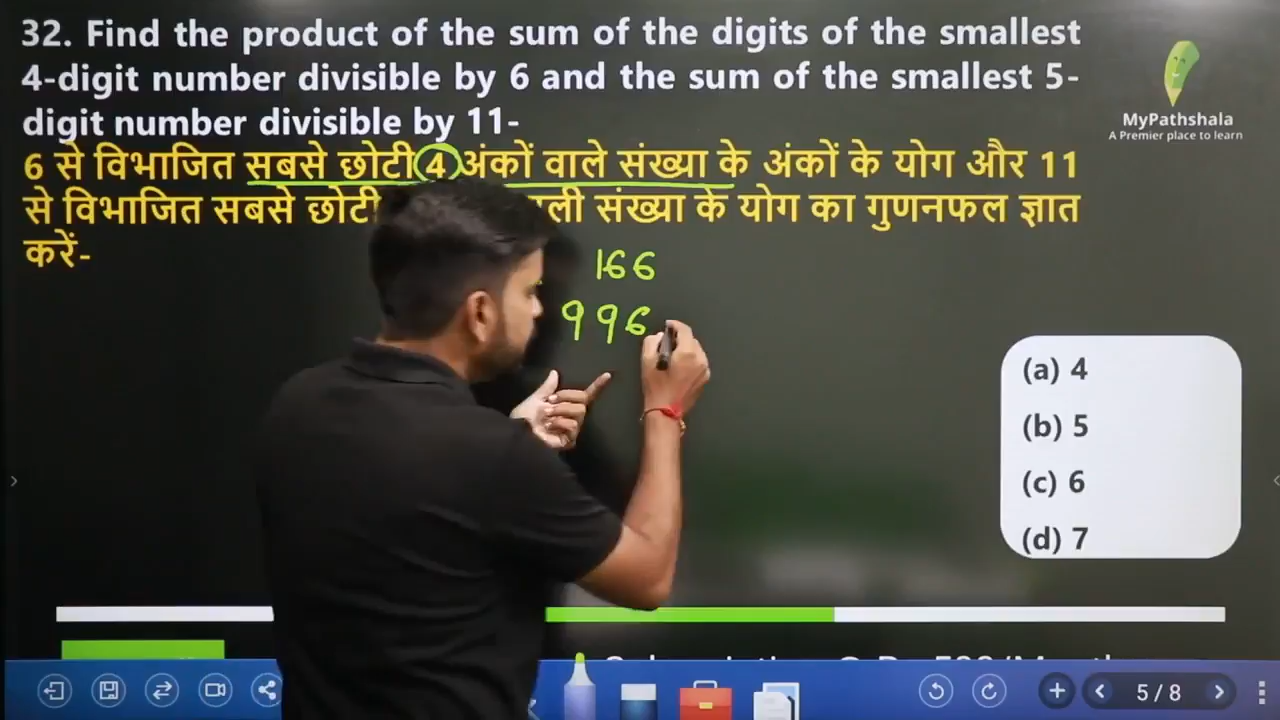 32. Find the product of the sum of the digits of the smallest
4-digit number divisible by 6 and the sum of the smallest 5-
digit number divisible by 11-
6 से विभाजित सबसे छोटी 4 अंकों वाले संख्या के अंकों के योग और 11
से विभाजित सबसे छोटी वाली संख्या के योग का गुणनफल ज्ञात
करें-
MyPathshala
A Premier place to learn
166
996
(a) 4
(b) 5
(c) 6
(d) 7
5 / 8